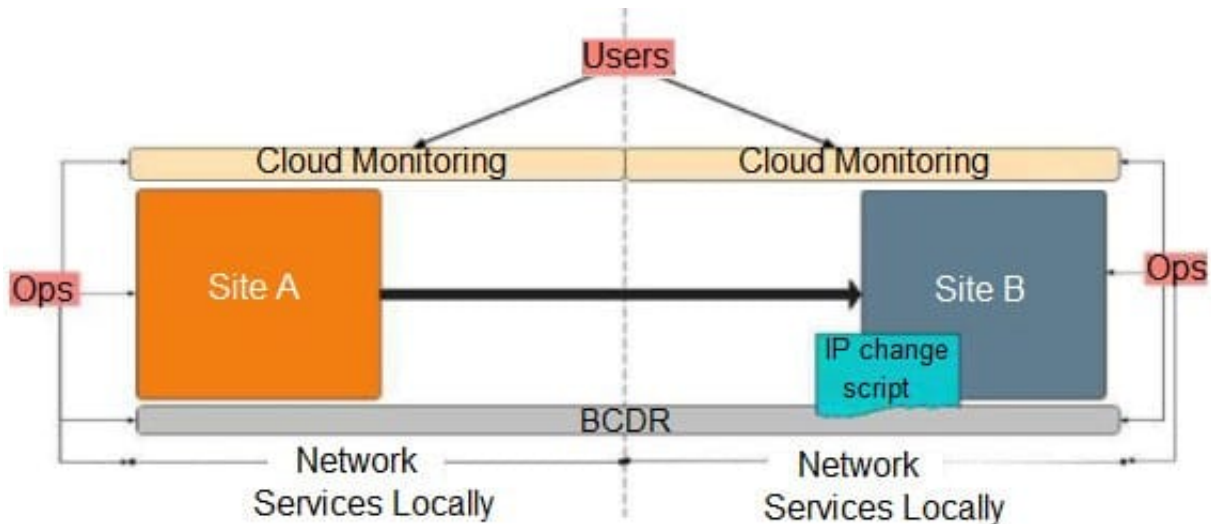 Users
Cloud Monitoring
Cloud Monitoring
Ops
Site A
Site B
Ops
IP change
script
BCDR
Network
Services Locally
Network
Services Locally